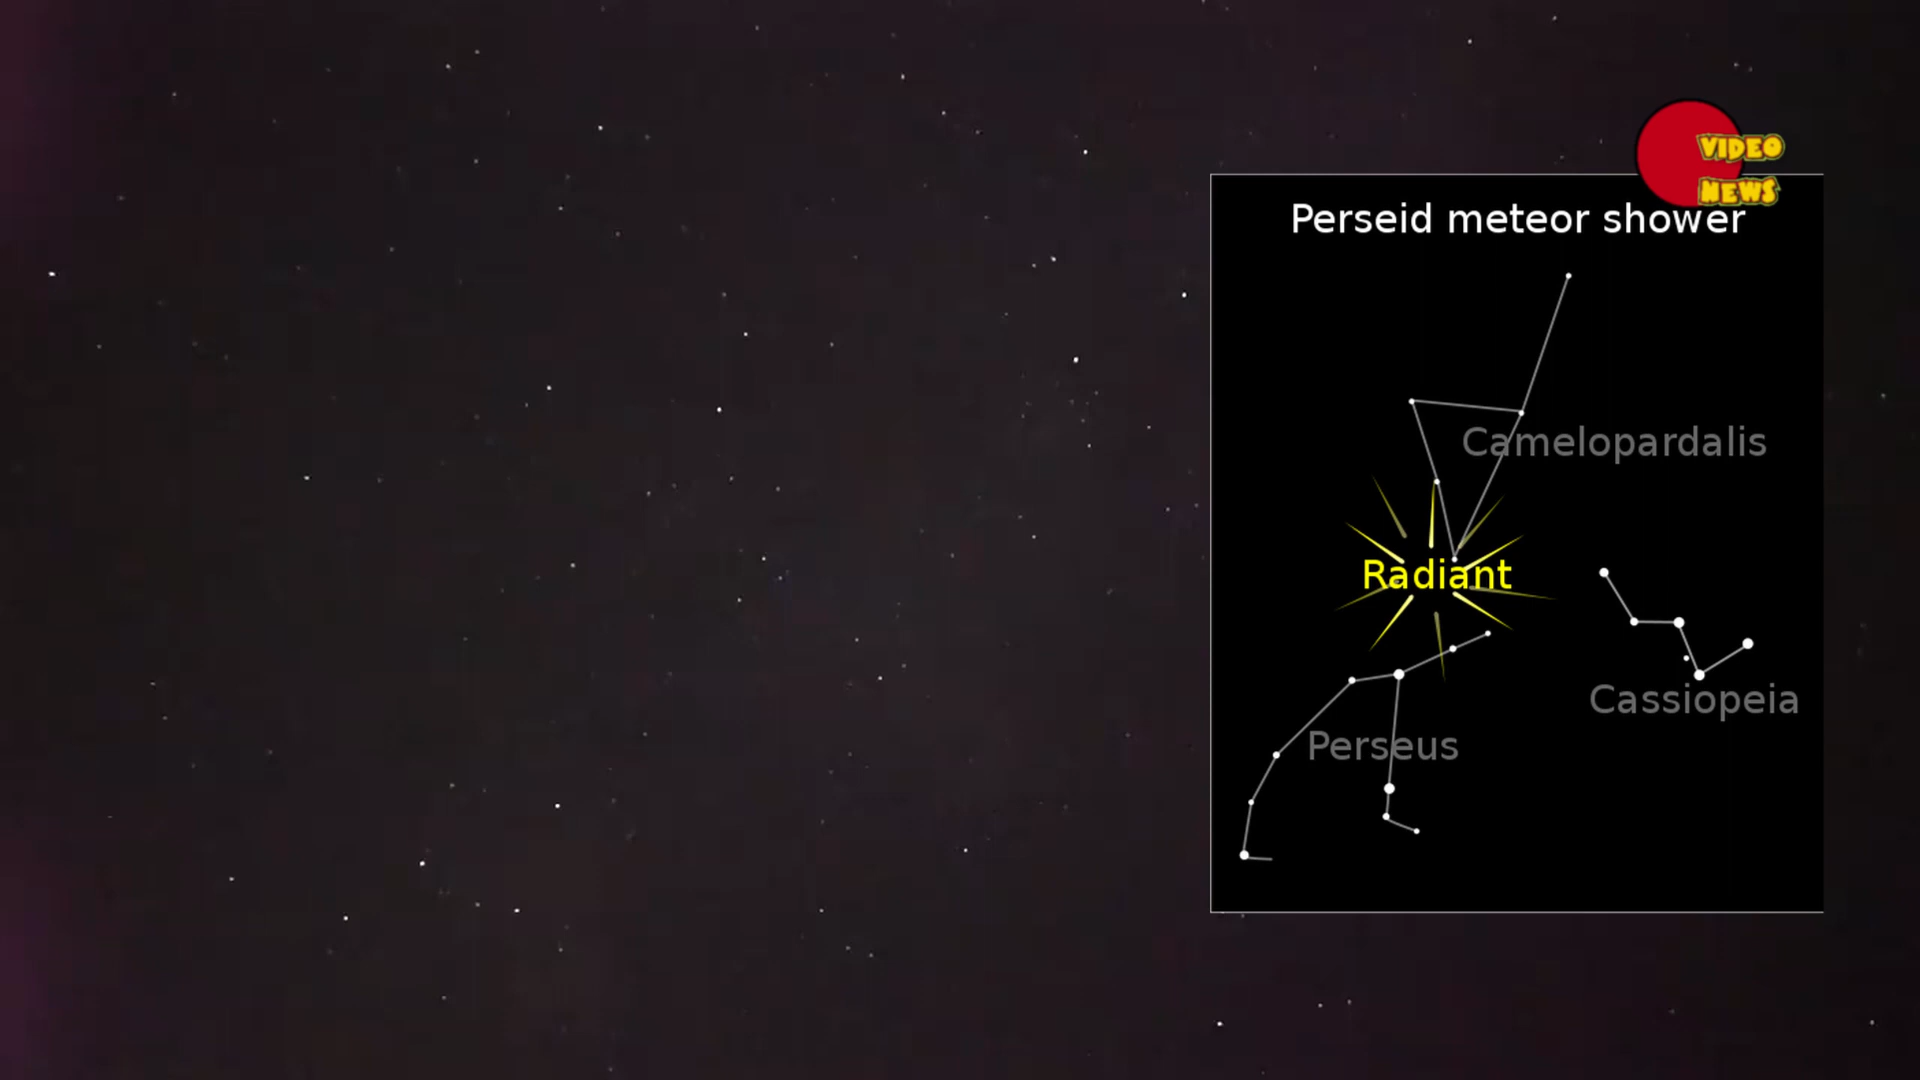 VIDEO
NEWS
Perseid meteor shower
Camelopardalis
Radiant
Cassiopeia
Perseus